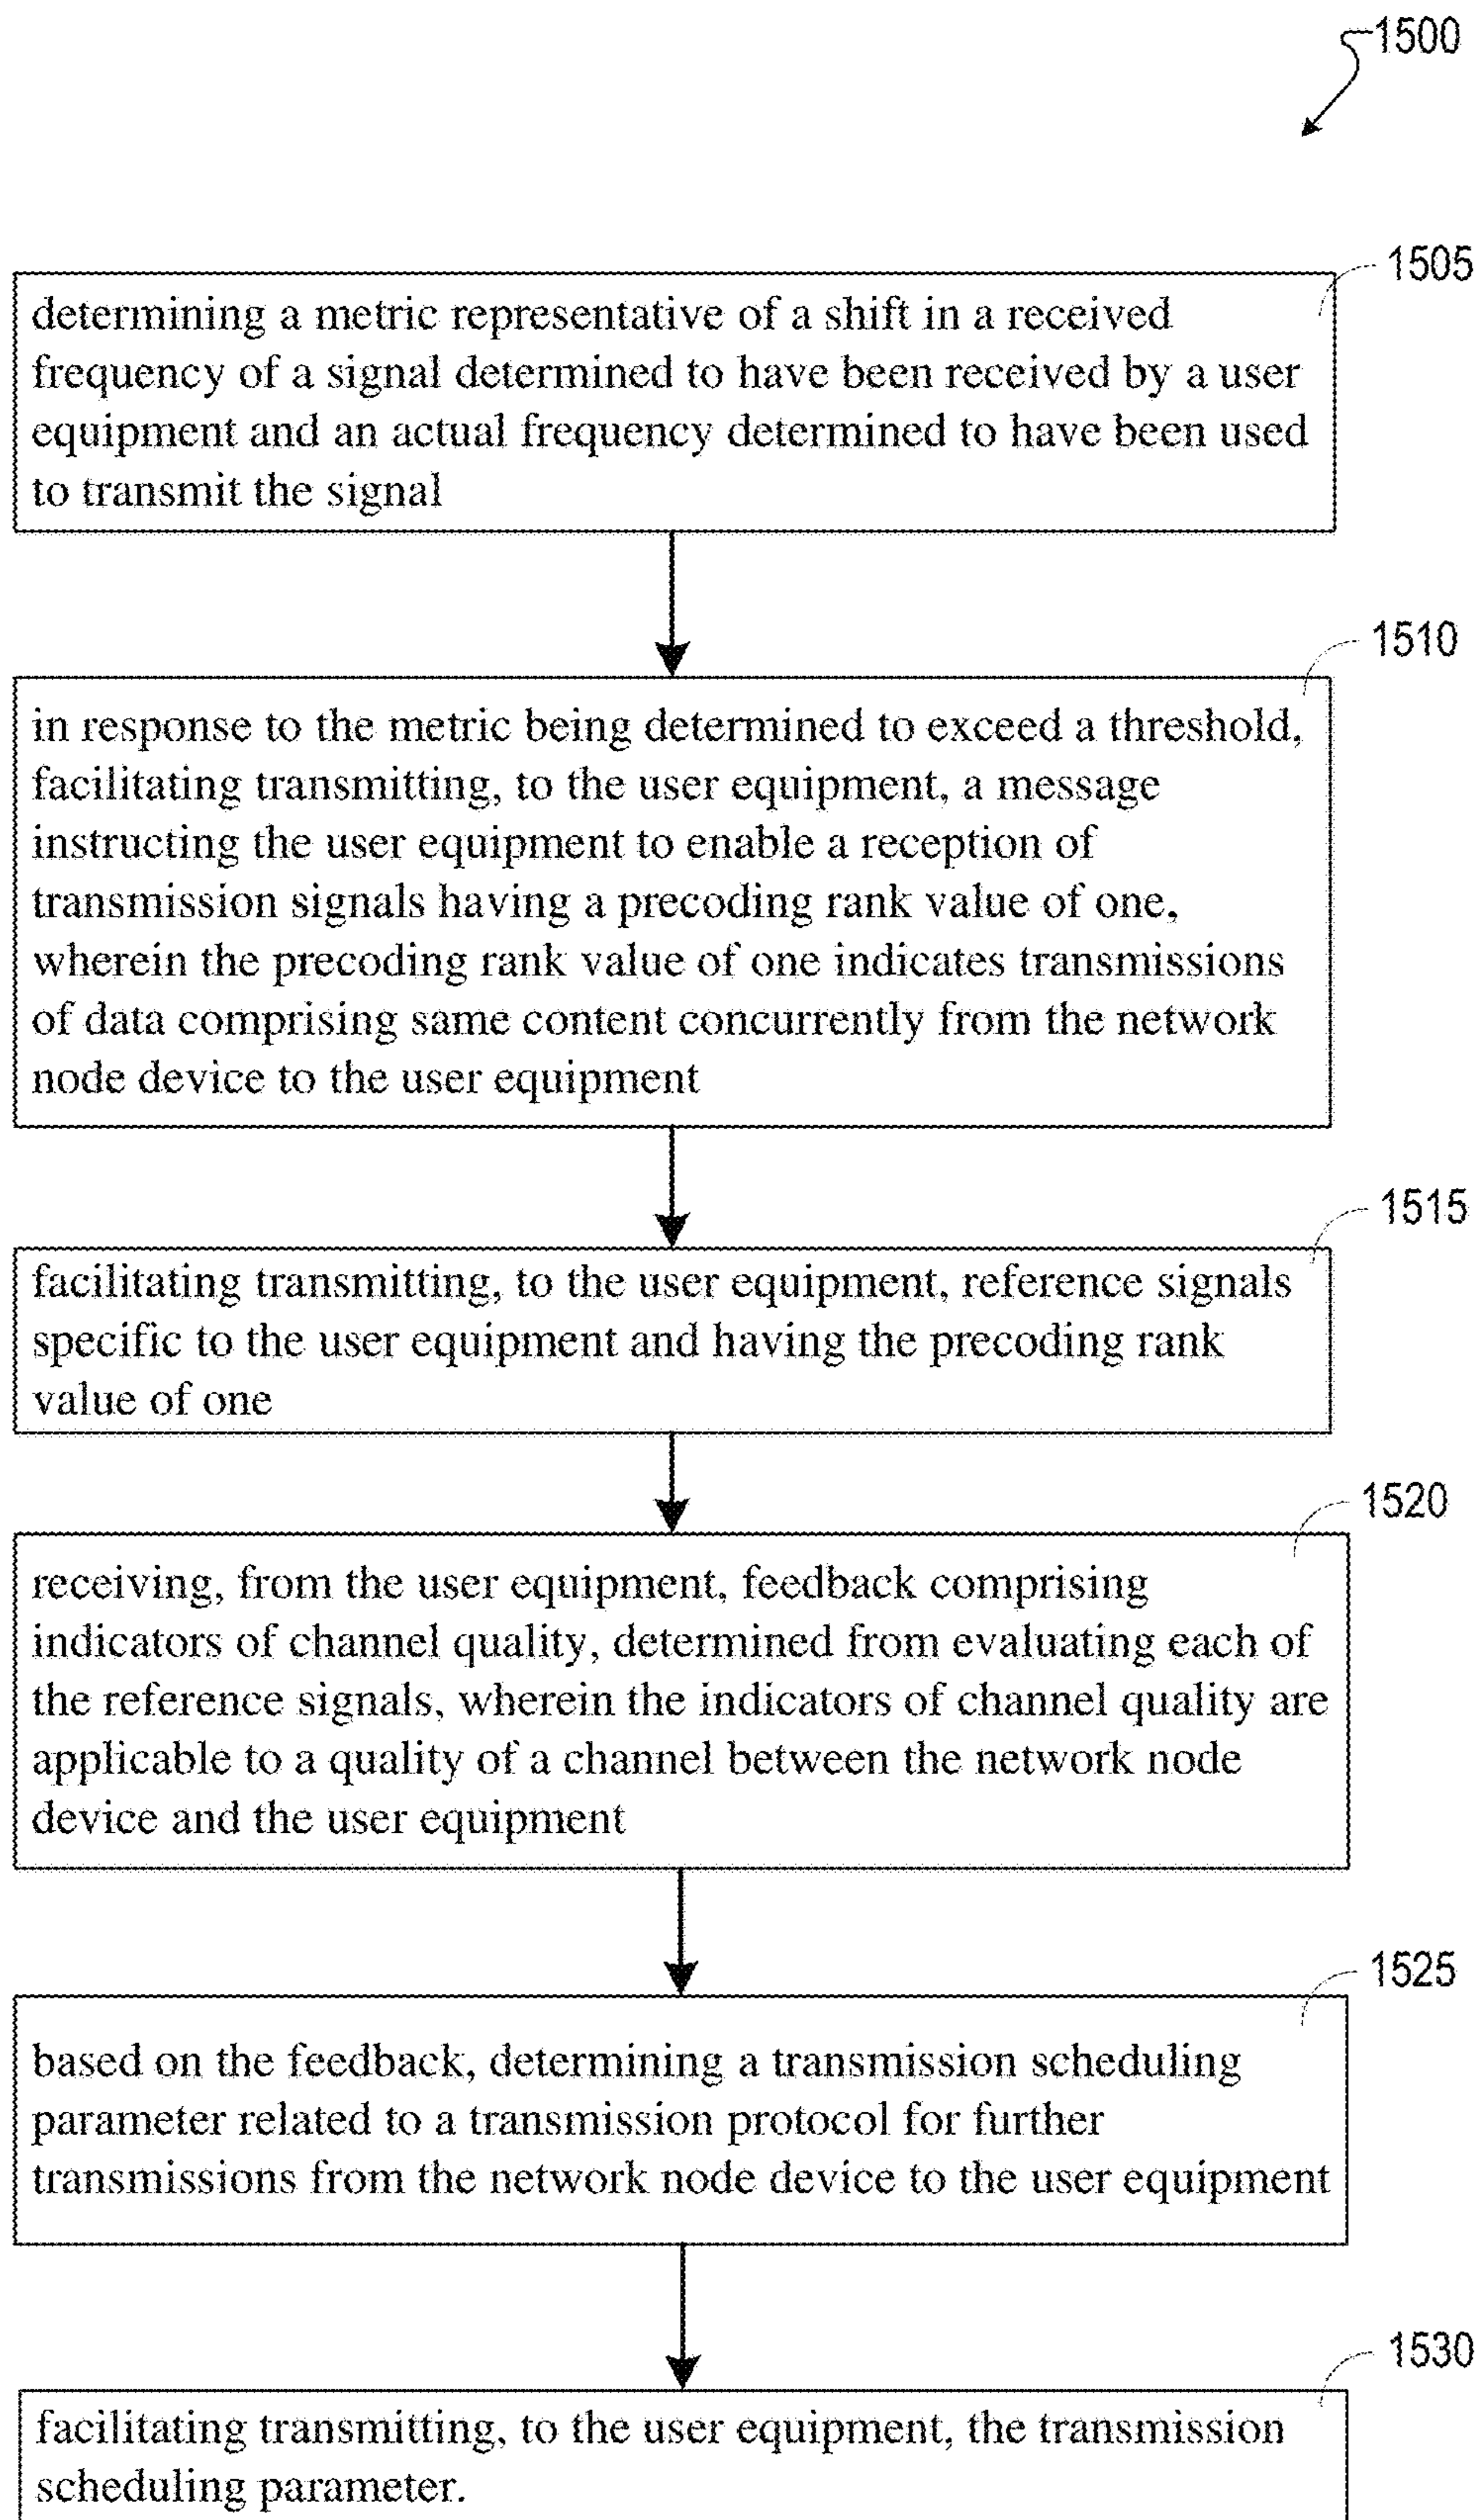 1500
1505
determining a metric representative of a shift in a received
frequency of a signal determined to have been received by a user
equipment and an actual frequency determined to have been used
to transmit the signal
1510
in response to the metric being determined to exceed a threshold,
facilitating transmitting, to the user equipment, a message
instructing the user equipment to enable a reception of
transmission signals having a precoding rank value of one,
wherein the precoding rank value of one indicates transmissions
of data comprising same content concurrently from the network
node device to the user equipment
1515
facilitating transmitting, to the user equipment, reference signals
specific to the user equipment and having the precoding rank
value of one
1520
receiving, from the user equipment, feedback comprising
indicators of channel quality, determined from evaluating each of
the reference signals, wherein the indicators of channel quality are
applicable to a quality of a channel between the network node
device and the user equipment
1525
based on the feedback, determining a transmission scheduling
parameter related to a transmission protocol for further
transmissions from the network node device to the user equipment
1530
facilitating transmitting, to the user equipment, the transmission
scheduling parameter.